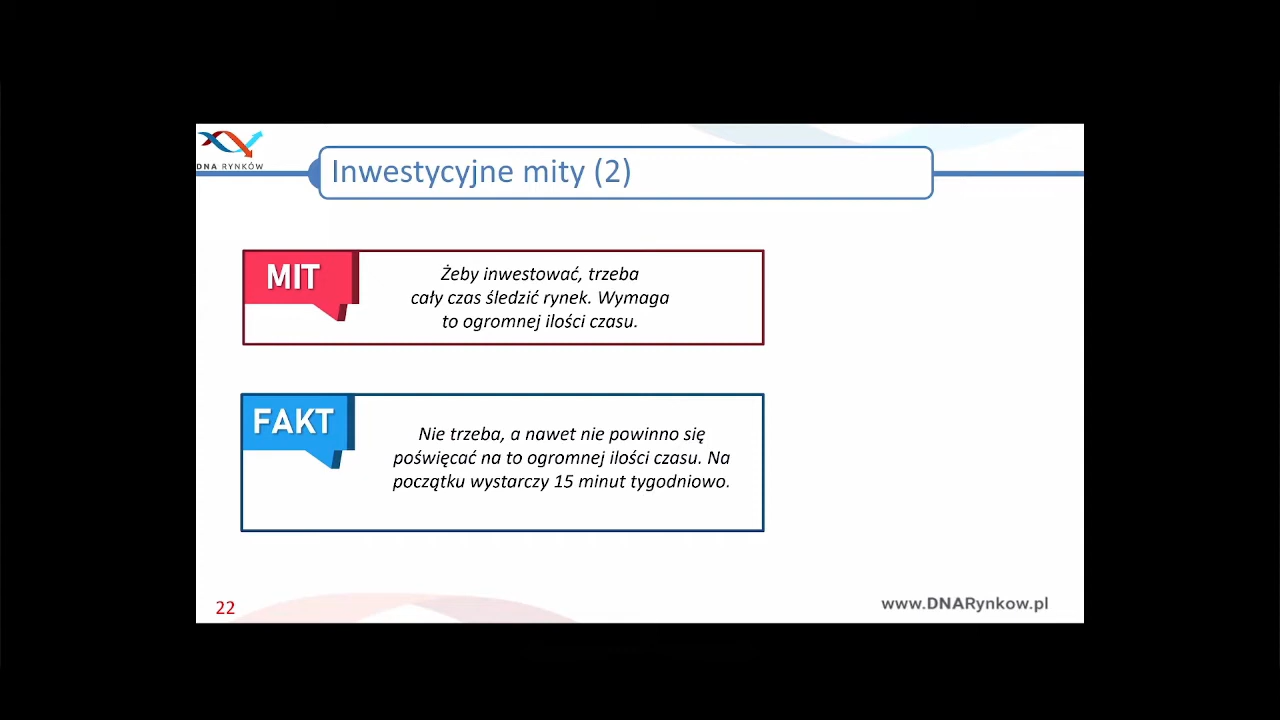 DNA RYNKÓW
Inwestycyjne mity (2)
MIT
Żeby inwestować, trzeba
cały czas śledzić rynek. Wymaga
to ogromnej ilości czasu.
FAKT
Nie trzeba, a nawet nie powinno się
poświęcać na to ogromnej ilości czasu. Na
początku wystarczy 15 minut tygodniowo.
22
www.DNARynkow.pl